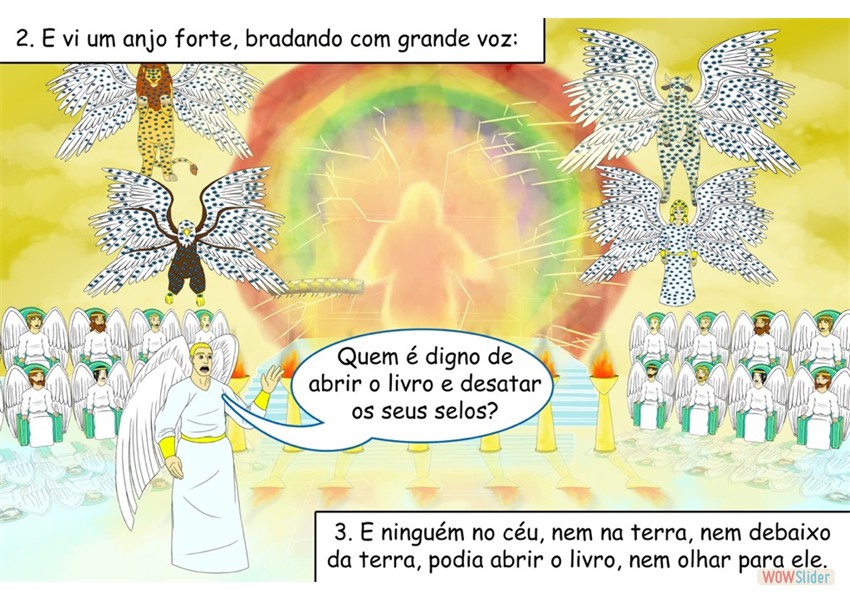 2. E vi um anjo forte, bradando com grande voz:
Quem é digno de
abrir o livro e desatar
os seus selos?
3. E ninguém no céu, nem na terra, nem debaixo
da terra, podia abrir o livro, nem olhar para ele.
WOWSlider